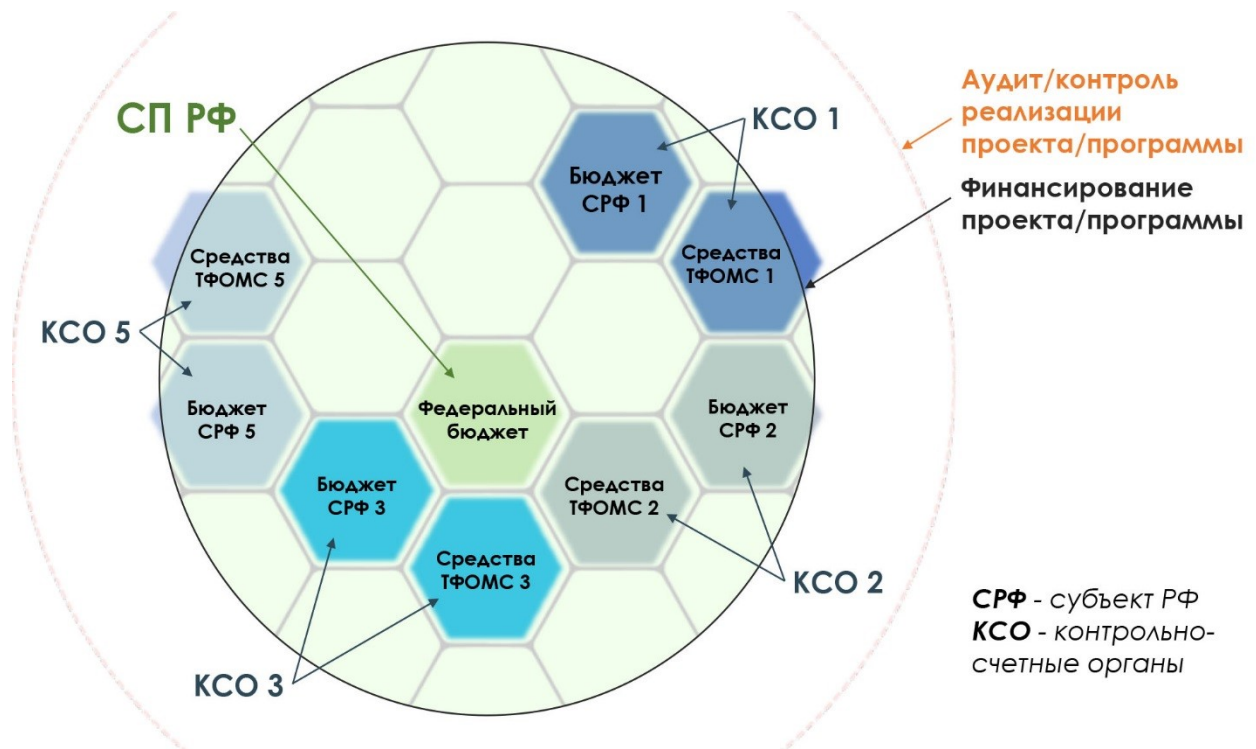 СП РФ
КСО 1
Аудит/контроль
реализации
проекта/программы
Финансирование
проекта/программы
Бюджет
СРФ 1
Средства
ТФОМС 1
Средства
ТФОМС 5
КСО 5
Бюджет
СРФ 5
Федеральный
бюджет
Бюджет
СРФ 2
Бюджет
СРФ 3
Средства
ТФОМС 2
Средства
ТФОМС 3
КСО 2
КСО 3
СРФ - субъект РФ
КСО - контрольно-
счетные органы